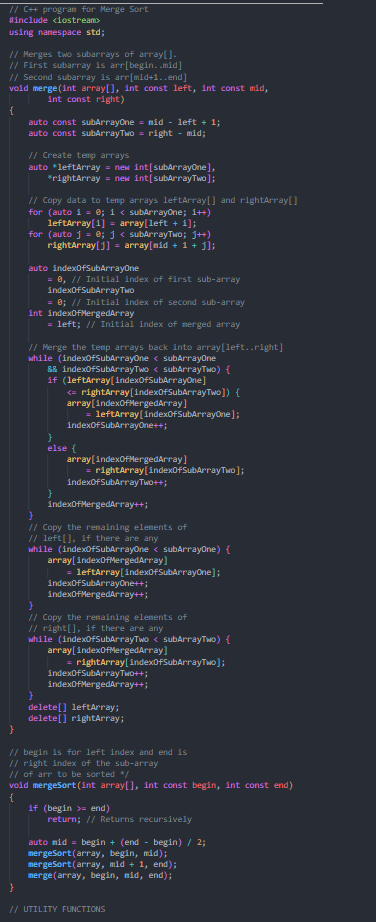 // C++ program for Merge Sort
#include <iostream>
using namespace std;

// Merges two subarrays of array[].
// First subarray is arr[begin..mid]
// Second subarray is arr[mid+1..end]
void merge(int array[], int const left, int const mid,
        int const right)
{
    auto const subArrayOne = mid - left + 1;
    auto const subArrayTwo = right - mid;

    // Create temp arrays
    auto *leftArray = new int[subArrayOne],
        *rightArray = new int[subArrayTwo];

    // Copy data to temp arrays leftArray[] and rightArray[]
    for (auto i = 0; i < subArrayOne; i++)
        leftArray[i] = array[left + i];
    for (auto j = 0; j < subArrayTwo; j++)
        rightArray[j] = array[mid + 1 + j];

    auto indexOfSubArrayOne
        = 0, // Initial index of first sub-array
        indexOfSubArrayTwo
        = 0; // Initial index of second sub-array
    int indexOfMergedArray
        = left; // Initial index of merged array

    // Merge the temp arrays back into array[left..right]
    while (indexOfSubArrayOne < subArrayOne
        && indexOfSubArrayTwo < subArrayTwo) {
        if (leftArray[indexOfSubArrayOne]
            <= rightArray[indexOfSubArrayTwo]) {
            array[indexOfMergedArray]
                = leftArray[indexOfSubArrayOne];
            indexOfSubArrayOne++;
        }
        else {
            array[indexOfMergedArray]
                = rightArray[indexOfSubArrayTwo];
            indexOfSubArrayTwo++;
        }
        indexOfMergedArray++;
    }
    // Copy the remaining elements of
    // left[], if there are any
    while (indexOfSubArrayOne < subArrayOne) {
        array[indexOfMergedArray]
            = leftArray[indexOfSubArrayOne];
        indexOfSubArrayOne++;
        indexOfMergedArray++;
    }
    // Copy the remaining elements of
    // right[], if there are any
    while (indexOfSubArrayTwo < subArrayTwo) {
        array[indexOfMergedArray]
            = rightArray[indexOfSubArrayTwo];
        indexOfSubArrayTwo++;
        indexOfMergedArray++;
    }
    delete[] leftArray;
    delete[] rightArray;
}

// begin is for left index and end is
// right index of the sub-array
// of arr to be sorted */
void mergeSort(int array[], int const begin, int const end)
{
    if (begin >= end)
        return; // Returns recursively

    auto mid = begin + (end - begin) / 2;
    mergeSort(array, begin, mid);
    mergeSort(array, mid + 1, end);
    merge(array, begin, mid, end);
}

// UTILITY FUNCTIONS